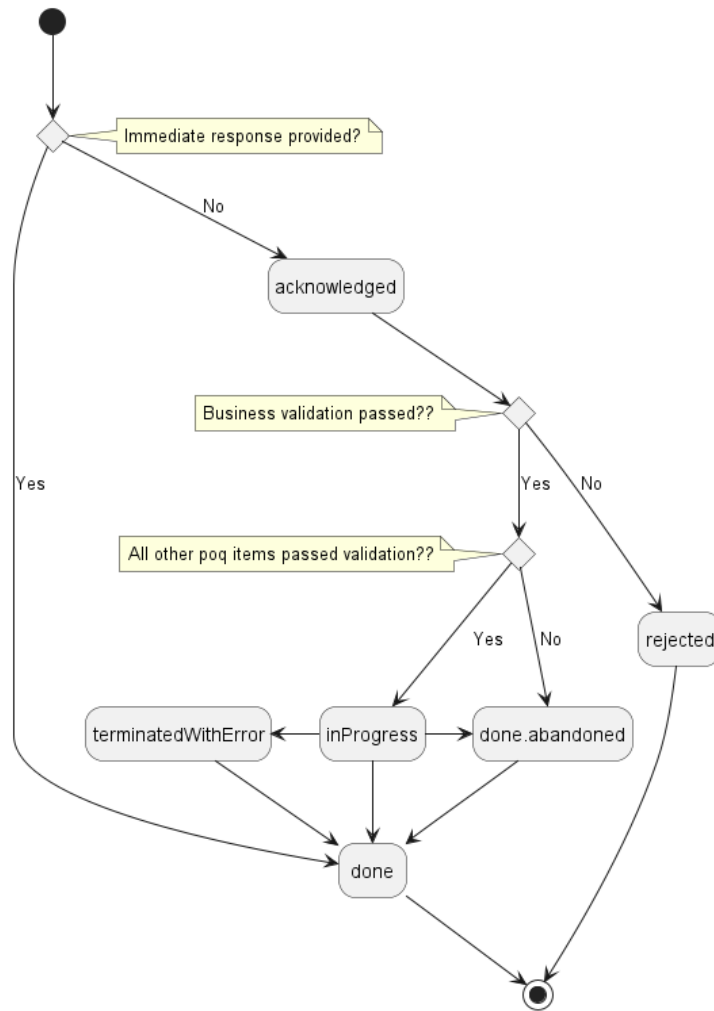 Immediate response provided?
No
acknowledged
Business validation passed??
Yes
Yes
No
All other poq items passed validation??
Yes
No
rejected
terminatedWithError
inProgress
done.abandoned
done